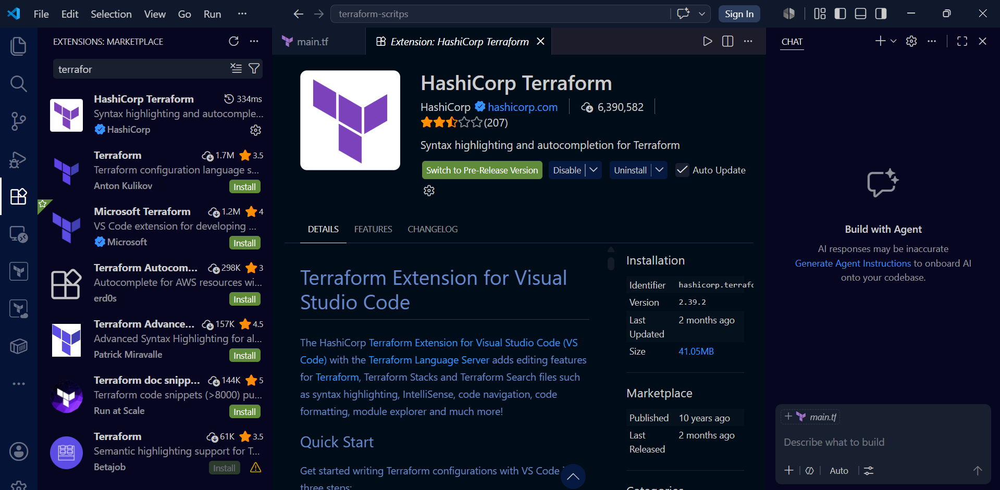 File Edit Selection View Go Run ···
terraform-scritps
Sign In
EXTENSIONS: MARKETPLACE
terrafor
HashiCorp Terraform 334ms
Syntax highlighting and autocomple...
HashiCorp
Terraform 1.7M 3.5
Terraform configuration language s...
Anton Kulikov
Install
Microsoft Terraform 1.2M 4
VS Code extension for developing ...
Microsoft
Install
Terraform Autocom... 298K 3
Autocomplete for AWS resources wi...
erd0s
Install
Terraform Advance... 157K 4.5
Advanced Syntax Highlighting for al...
Patrick Miravalle
Install
Terraform doc snipp... 144K 5
Terraform code snippets (>8000) pu...
Run at Scale
Install
Terraform 61K 3.5
Semantic highlighting support for T...
Betajob
Install
main.tf
Extension: HashiCorp Terraform
HashiCorp Terraform
HashiCorp hashicorp.com 6,390,582
(207)
Syntax highlighting and autocompletion for Terraform
Switch to Pre-Release Version Disable Uninstall Auto Update
DETAILS FEATURES CHANGELOG
Terraform Extension for Visual
Studio Code
The HashiCorp Terraform Extension for Visual Studio Code (VS
Code) with the Terraform Language Server adds editing features
for Terraform, Terraform Stacks and Terraform Search files such
as syntax highlighting, IntelliSense, code navigation, code
formatting, module explorer and much more!
Quick Start
Get started writing Terraform configurations with VS Code
three steps:
Installation
Identifier hashicorp.terrafo
Version 2.39.2
Last
Updated
2 months ago
Size 41.05MB
Marketplace
Published 10 years ago
Last
Released
2 months ago
Categories
CHAT
Build with Agent
AI responses may be inaccurate
Generate Agent Instructions to onboard AI
onto your codebase.
main.tf
Describe what to build
Auto